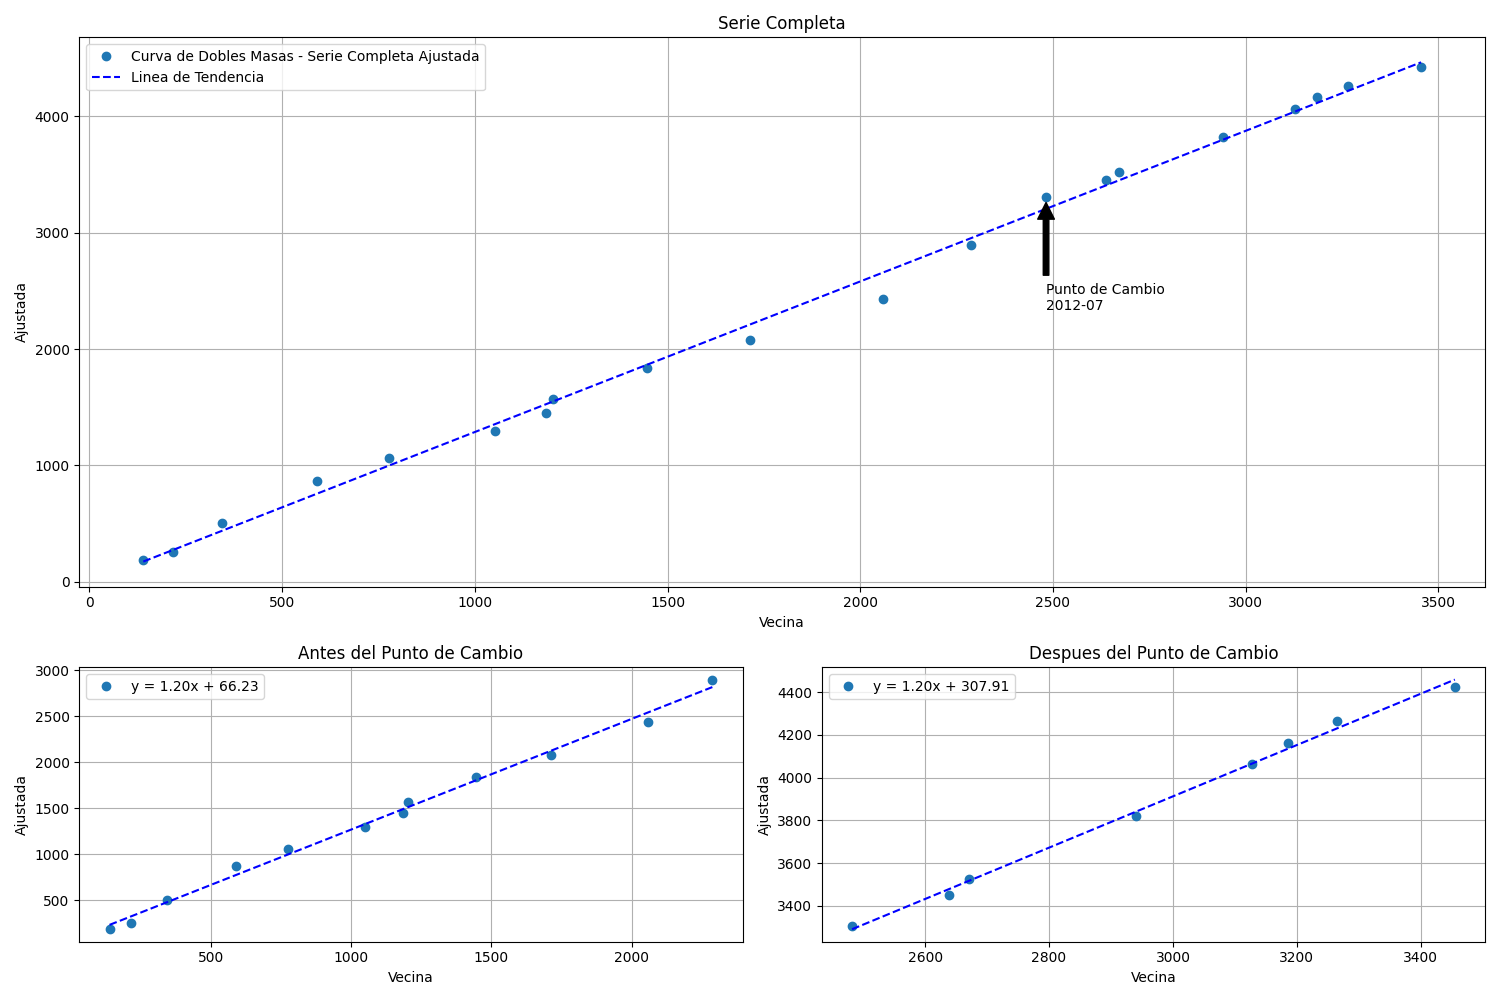 Serie Completa
Curva de Dobles Masas - Serie Completa Ajustada
Linea de Tendencia
4000
3000
2000
1000
0
Ajustada
Punto de Cambio
2012-07
0 500 1000 1500 2000 2500 3000 3500
Vecina
Antes del Punto de Cambio
y = 1.20x + 66.23
3000
2500
2000
1500
1000
500
Ajustada
500 1000 1500 2000
Vecina
Despues del Punto de Cambio
y = 1.20x + 307.91
4400
4200
4000
3800
3600
3400
Ajustada
2600 2800 3000 3200 3400
Vecina